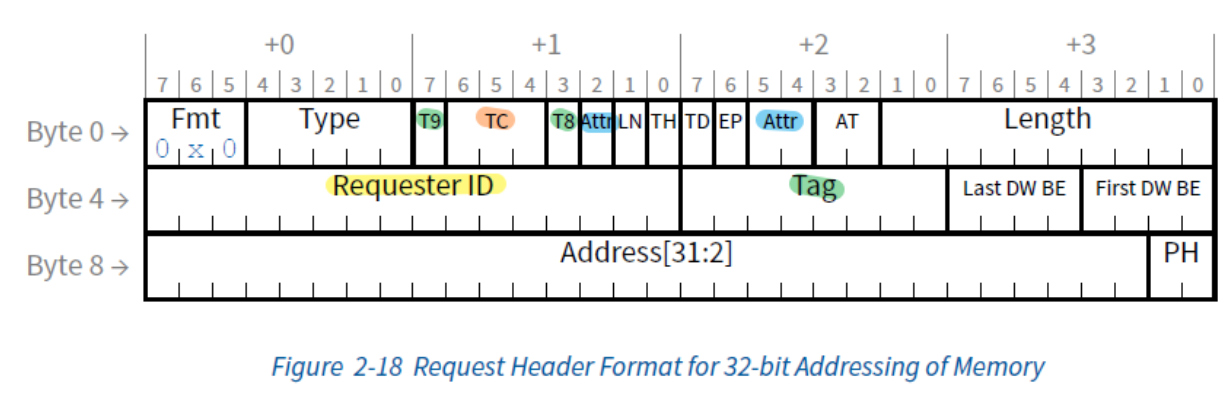 +0 +1 +2 +3
7 6 5 4 3 2 1 0 7 6 5 4 3 2 1 0 7 6 5 4 3 2 1 0 7 6 5 4 3 2 1 0
Byte 0 → Fmt Type T9 TC T8 Attr LN TH TD EP Attr AT Length
0 x 0
Byte 4 → Requester ID Tag Last DW BE First DW BE
Byte 8 → Address[31:2] PH
Figure 2-18 Request Header Format for 32-bit Addressing of Memory